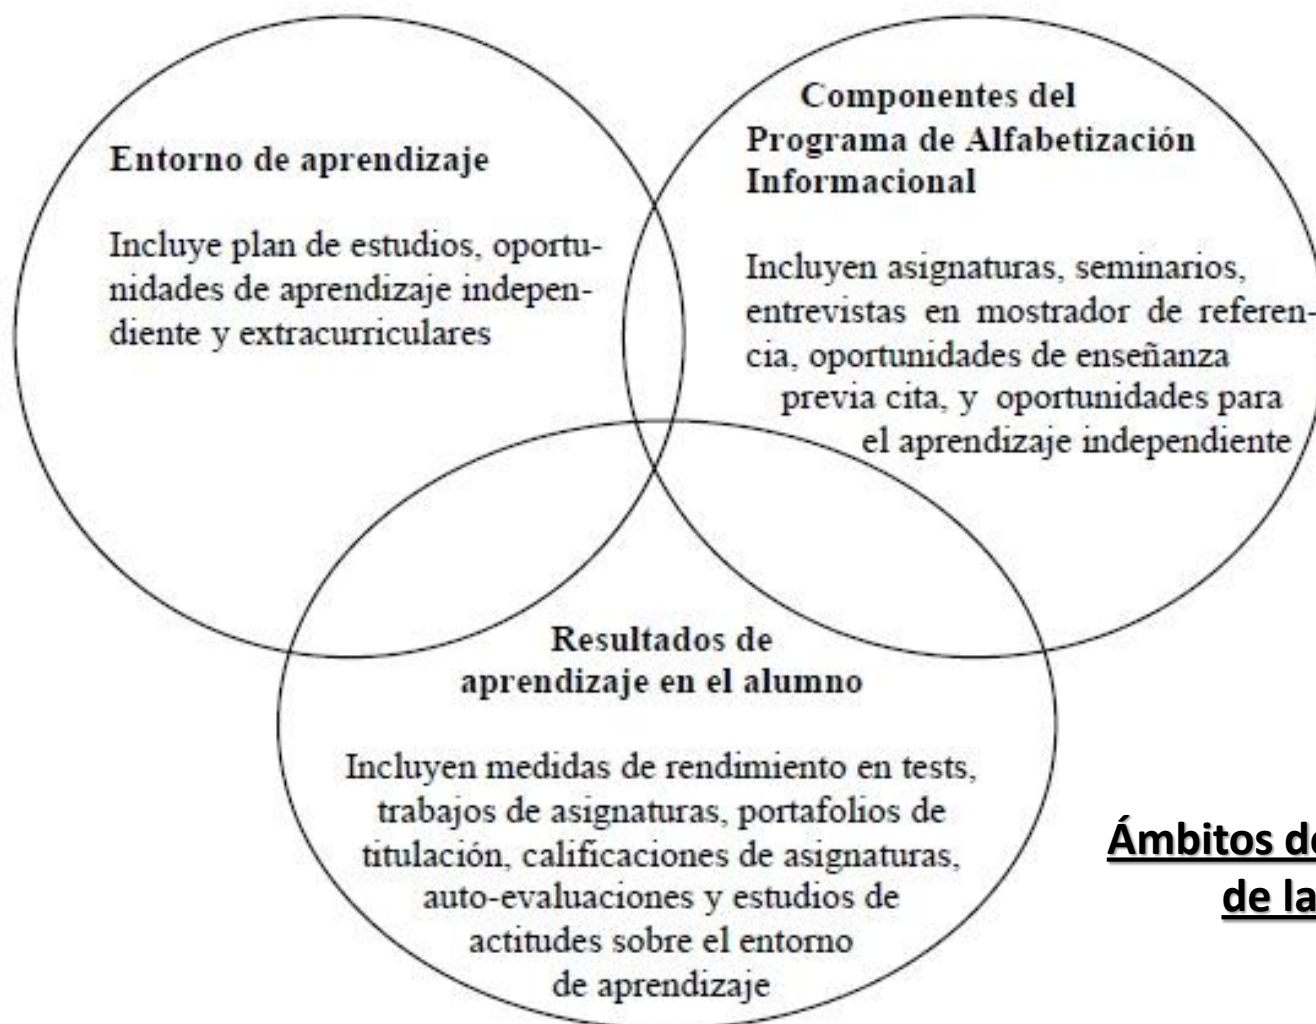 Entorno de aprendizaje
Incluye plan de estudios, oportu-
nidades de aprendizaje indepen-
diente y extracurriculares
Componentes del
Programa de Alfabetización
Informacional
Incluyen asignaturas, seminarios,
entrevistas en mostrador de referen-
cia, oportunidades de enseñanza
previa cita, y oportunidades para
el aprendizaje independiente
Resultados de
aprendizaje en el alumno
Incluyen medidas de rendimiento en tests,
trabajos de asignaturas, portafolios de
titulación, calificaciones de asignaturas,
auto-evaluaciones y estudios de
actitudes sobre el entorno
de aprendizaje
Ámbitos
de la